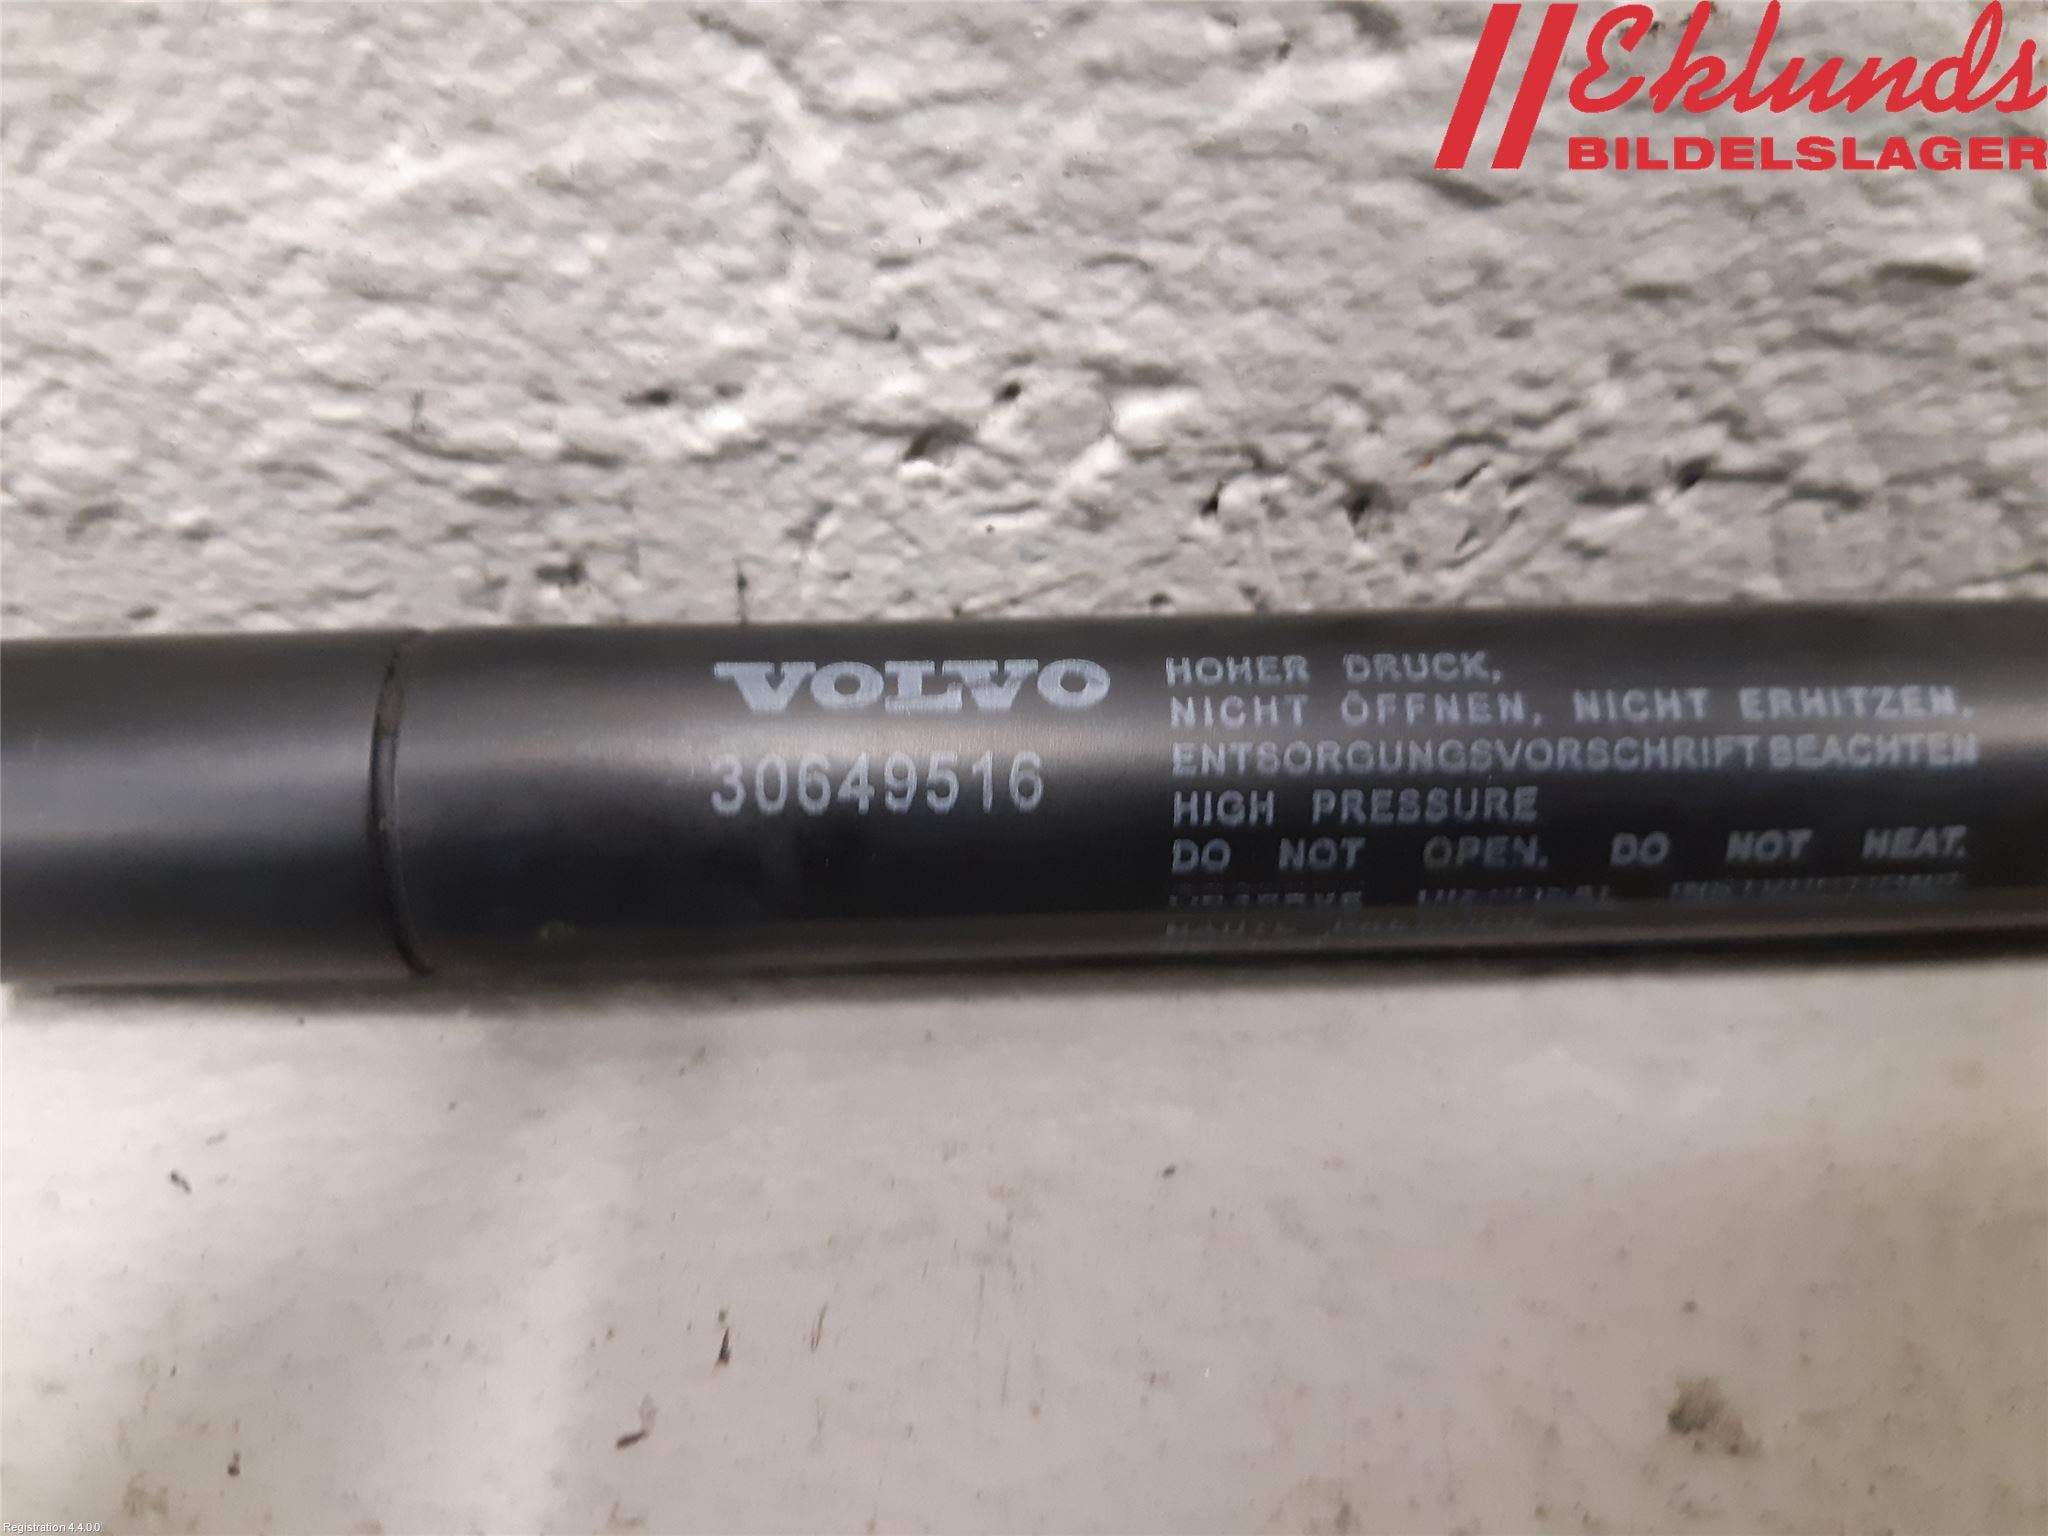 Eklunds
BILDELSLAGER
VOLVO
30649516
HOHER DRUCK,
NICHT ÖFFNEN, NICHT ERHITZEN.
ENTSORGUNGSVORSCHRIFT BEACHTEN
HIGH PRESSURE
DO NOT OPEN. DO NOT HEAT.
Registration 4.4.0.0